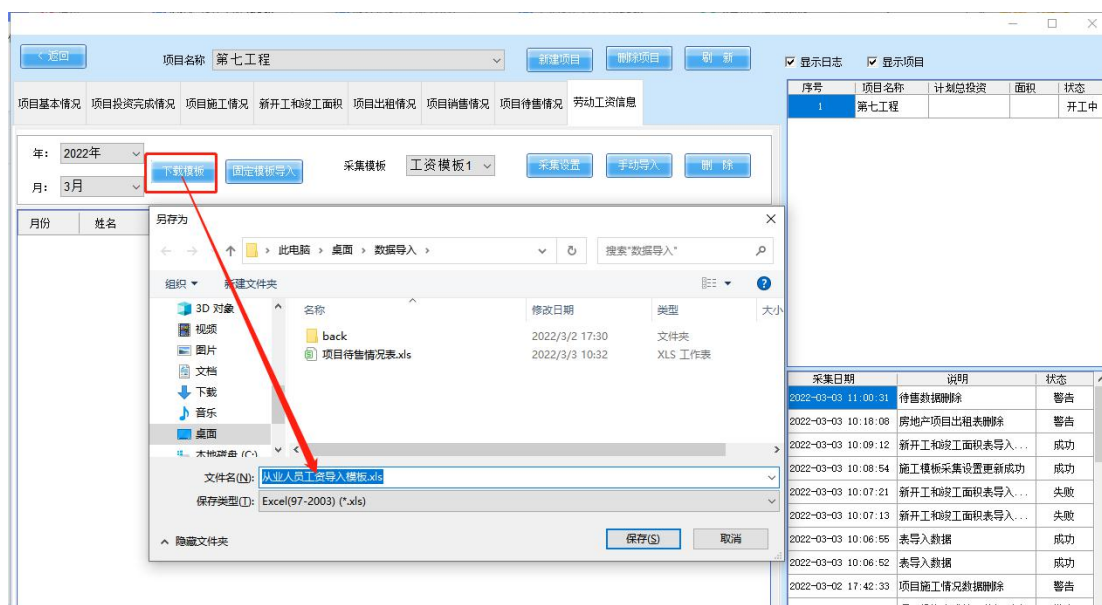 < 返回
项目名称 第七工程
新建项目 删除项目 刷 新
显示日志 显示项目
项目基本情况 项目投资完成情况 项目施工情况 新开工和竣工面积 项目出租情况 项目销售情况 项目待售情况 劳动工资信息
序号 项目名称 计划总投资 面积 状态
1 第七工程 开工中
年: 2022年
月: 3月
下载模板 固定模板导入 采集模板 工资模板1 采集设置 手动导入 删 除
月份 姓名
另存为
此电脑 › 桌面 › 数据导入 ›
搜索"数据导入"
组织 新建文件夹
3D 对象
视频
图片
文档
下载
音乐
桌面
本地磁盘 (C:)
名称 修改日期 类型 大小
back 2022/3/2 17:30 文件夹
项目待售情况表.xls 2022/3/3 10:32 XLS 工作表
文件名(N): 从业人员工资导入模板.xls
保存类型(T): Excel(97-2003) (*.xls)
隐藏文件夹
保存(S) 取消
采集日期 说明 状态
2022-03-03 11:00:31 待售数据删除 警告
2022-03-03 10:18:08 房地产项目出租表删除 警告
2022-03-03 10:09:12 新开工和竣工面积表导入... 成功
2022-03-03 10:08:54 施工模板采集设置更新成功 成功
2022-03-03 10:07:21 新开工和竣工面积表导入... 失败
2022-03-03 10:07:13 新开工和竣工面积表导入... 失败
2022-03-03 10:06:55 表导入数据 成功
2022-03-03 10:06:52 表导入数据 成功
2022-03-02 17:42:33 项目施工情况数据删除 警告